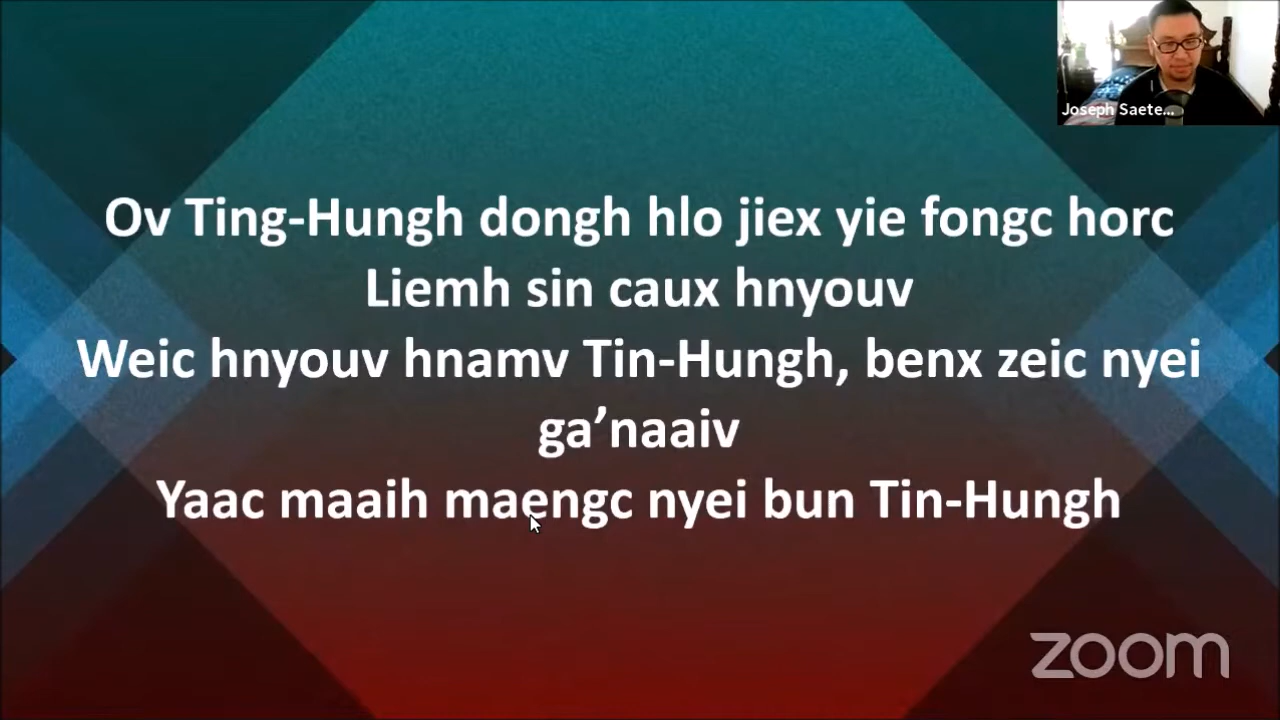 Joseph Saete...
Ov Ting-Hungh dongh hlo jiex yie fongc horc
Liemh sin caux hnyouv
Weic hnyouv hnamv Tin-Hungh, benx zeic nyei
ga’naaiv
Yaac maaih maengc nyei bun Tin-Hungh
zoom